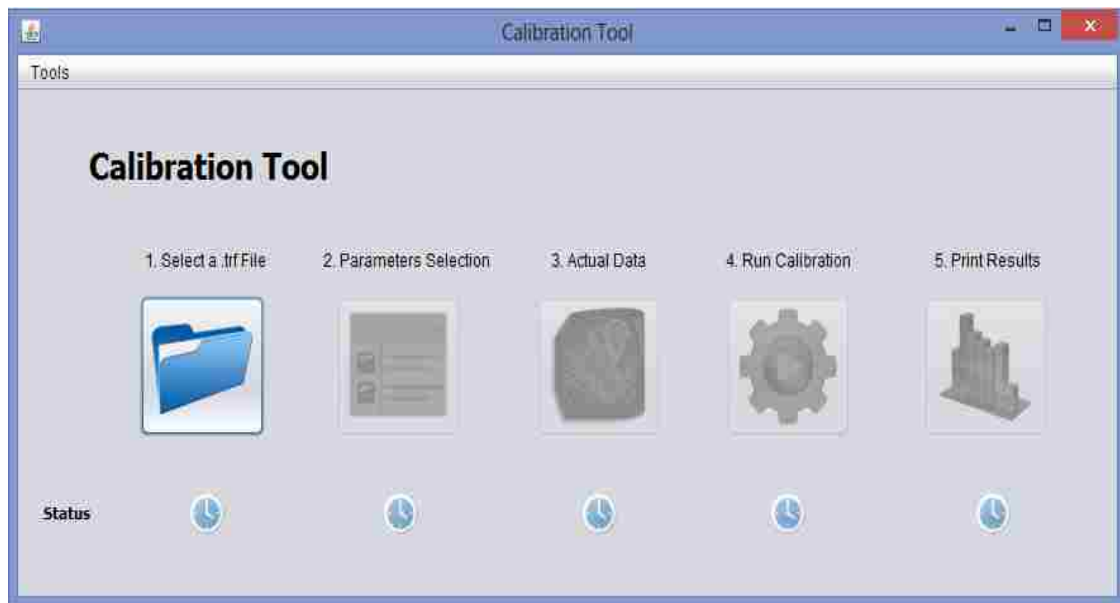 Calibration Tool
Tools
Calibration Tool
1. Select a .trf File
2. Parameters Selection
3. Actual Data
4. Run Calibration
5. Print Results
Status